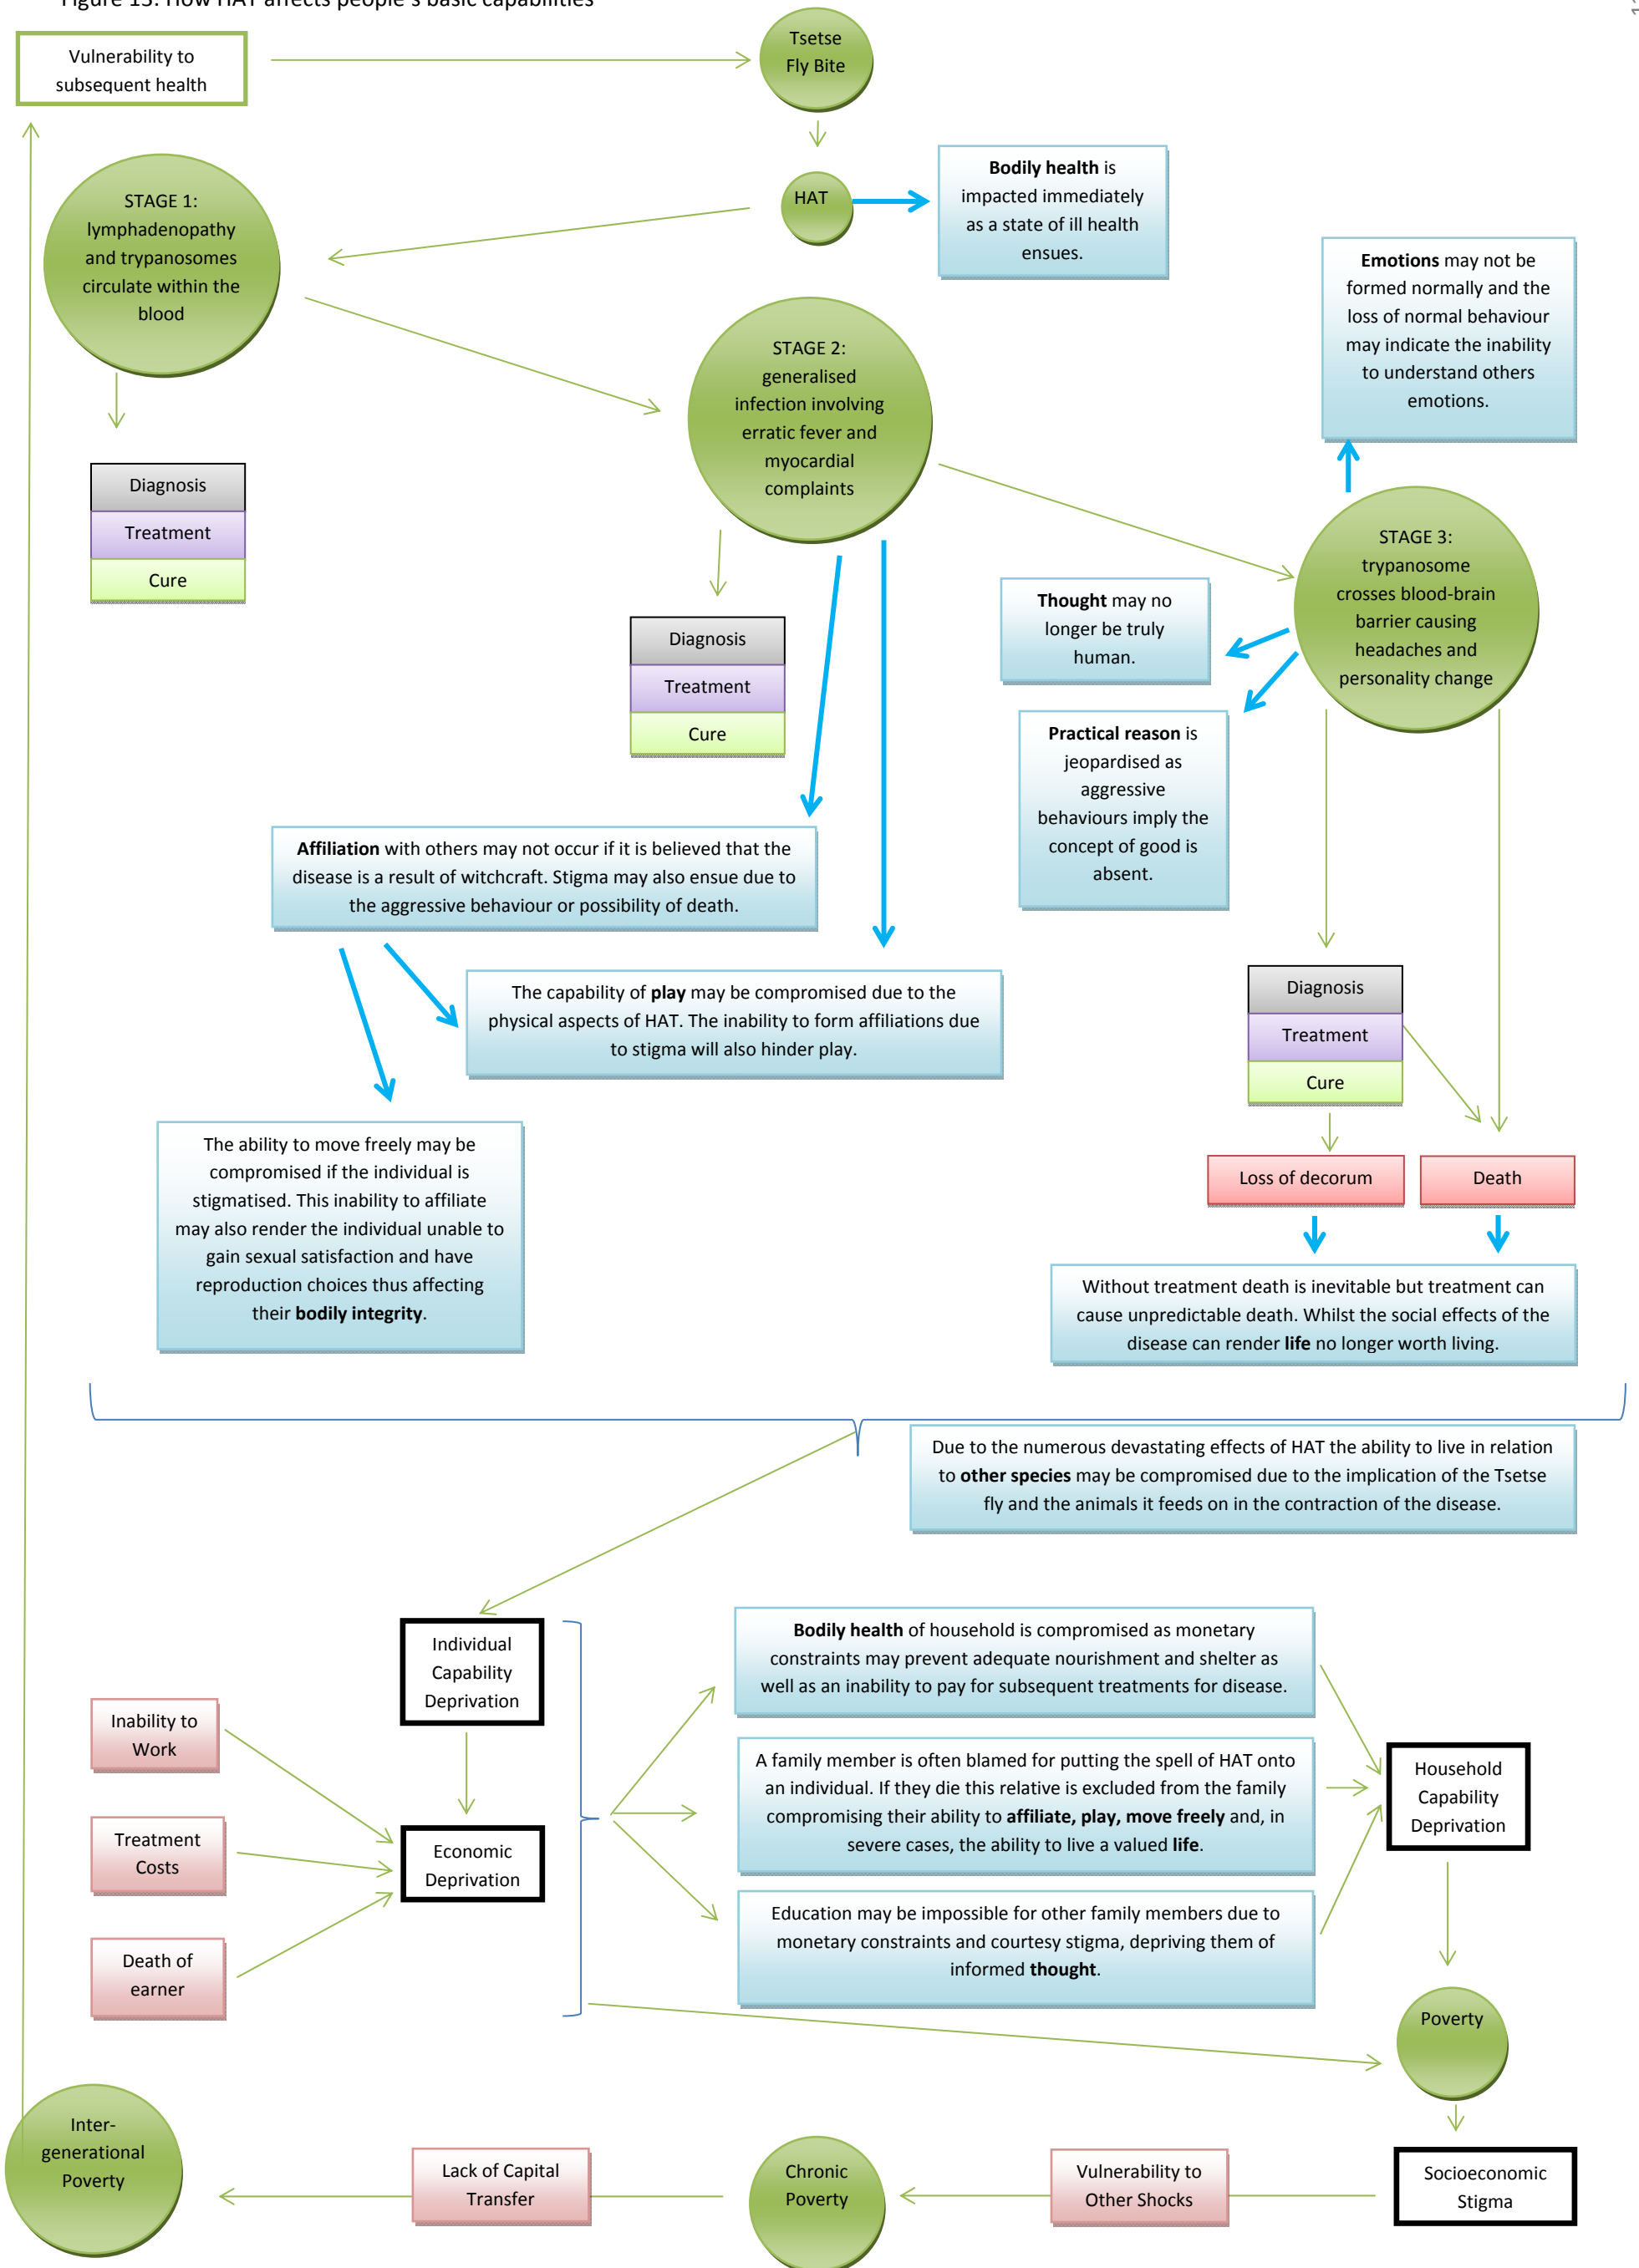 Figure 13: How HAT affects people's basic capabilities
Vulnerability to
subsequent health
Tsetse
Fly Bite
HAT
Bodily health is
impacted immediately
as a state of ill health
ensues.
STAGE 1:
lymphadenopathy
and trypanosomes
circulate within the
blood
Emotions may not be
formed normally and the
loss of normal behaviour
may indicate the inability
to understand others
emotions.
STAGE 2:
generalised
infection involving
erratic fever and
myocardial
complaints
Diagnosis
Treatment
Cure
STAGE 3:
trypanosome
crosses blood-brain
barrier causing
headaches and
personality change
Thought may no
longer be truly
human.
Diagnosis
Treatment
Cure
Practical reason is
jeopardised as
aggressive
behaviours imply the
concept of good is
absent.
Affiliation with others may not occur if it is believed that the
disease is a result of witchcraft. Stigma may also ensue due to
the aggressive behaviour or possibility of death.
The capability of play may be compromised due to the
physical aspects of HAT. The inability to form affiliations due
to stigma will also hinder play.
Diagnosis
Treatment
Cure
The ability to move freely may be
compromised if the individual is
stigmatised. This inability to affiliate
may also render the individual unable to
gain sexual satisfaction and have
reproduction choices thus affecting
their bodily integrity.
Loss of decorum
Death
Without treatment death is inevitable but treatment can
cause unpredictable death. Whilst the social effects of the
disease can render life no longer worth living.
Due to the numerous devastating effects of HAT the ability to live in relation
to other species may be compromised due to the implication of the Tsetse
fly and the animals it feeds on in the contraction of the disease.
Individual
Capability
Deprivation
Bodily health of household is compromised as monetary
constraints may prevent adequate nourishment and shelter as
well as an inability to pay for subsequent treatments for disease.
Inability to
Work
A family member is often blamed for putting the spell of HAT onto
an individual. If they die this relative is excluded from the family
compromising their ability to affiliate, play, move freely and, in
severe cases, the ability to live a valued life.
Household
Capability
Deprivation
Treatment
Costs
Economic
Deprivation
Education may be impossible for other family members due to
monetary constraints and courtesy stigma, depriving them of
informed thought.
Death of
earner
Poverty
Inter-
generational
Poverty
Lack of Capital
Transfer
Chronic
Poverty
Vulnerability to
Other Shocks
Socioeconomic
Stigma